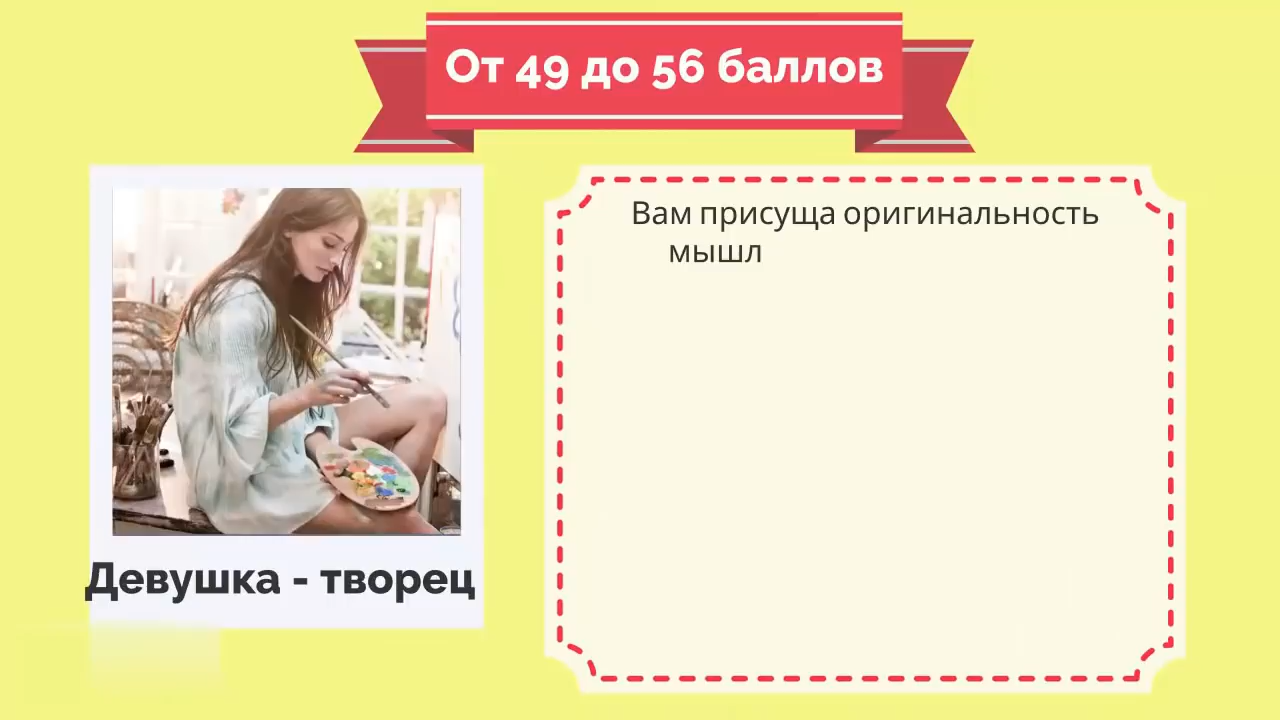 От 49 до 56 баллов
Вам присуща оригинальность
мышл
Девушка - творец